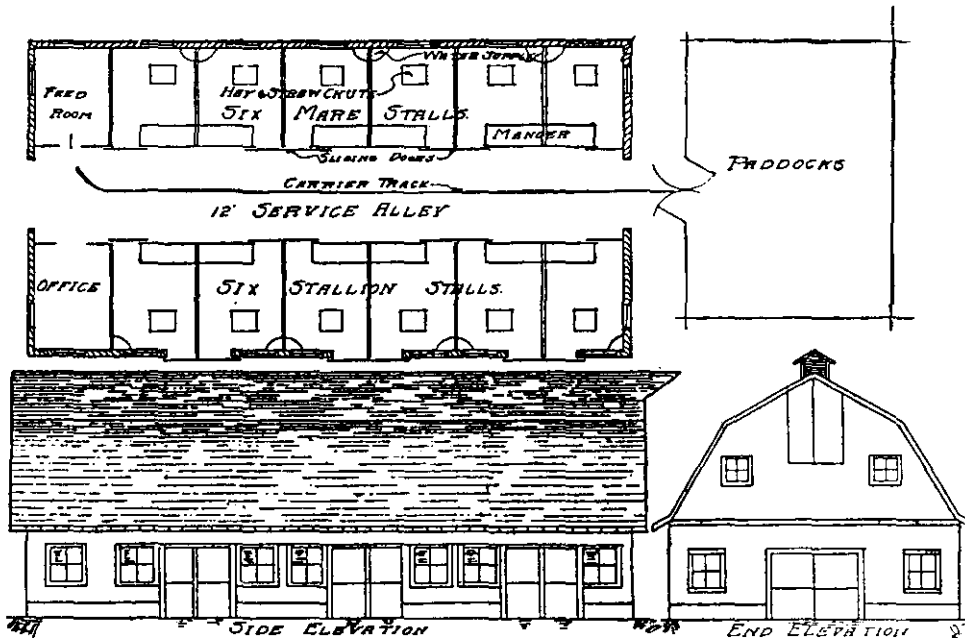 WATER SUPPLY
FEED
ROOM
HAY & STRAW CHUTE
SIX MARE STALLS.
MANGER
SLIDING DOORS
PADDOCKS
CARRIER TRACK
12' SERVICE ALLEY
OFFICE
SIX STALLION STALLS.
SIDE ELEVATION
END ELEVATION